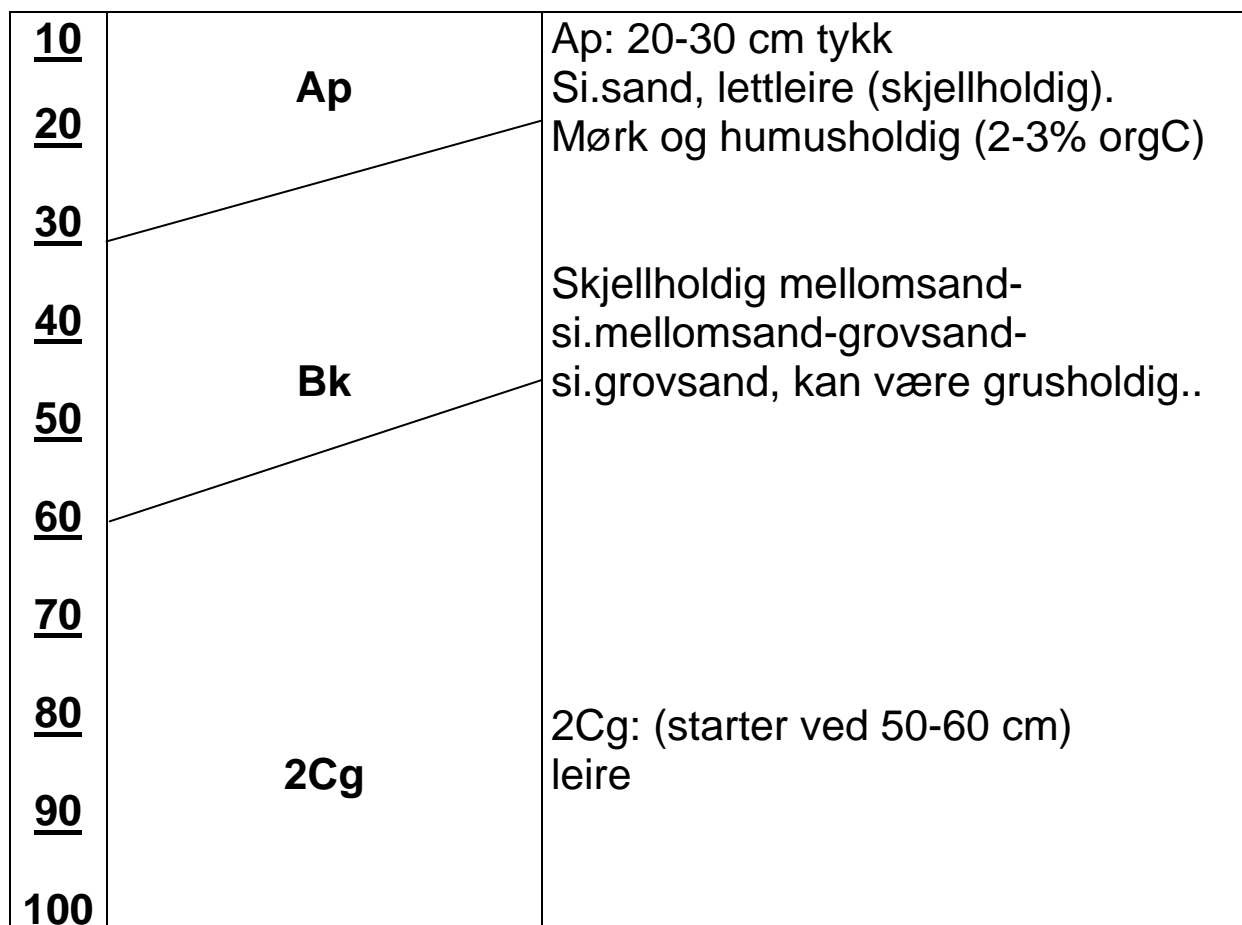 10
Ap
20
30
40
Bk
50
60
70
80
2Cg
90
100
Ap: 20-30 cm tykk
Si.sand, lettleire (skjellholdig).
Mørk og humusholdig (2-3% orgC)
Skjellholdig mellomsand-
si.mellomsand-grovsand-
si.grovsand, kan være grusholdig..
2Cg: (starter ved 50-60 cm)
leire